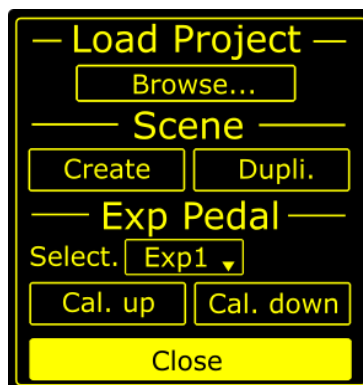 Load Project
Browse...
Scene
Create Dupli.
Exp Pedal
Select. Exp1
Cal. up Cal. down
Close